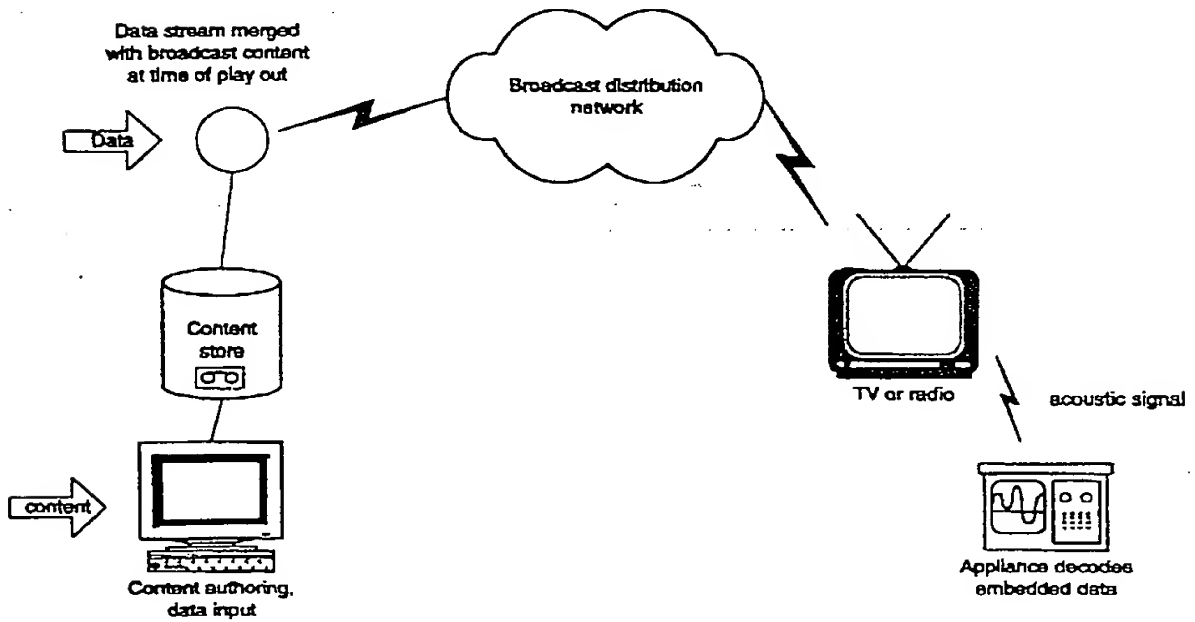 Data stream merged
with broadcast content
at time of play out
Broadcast distribution
network
Data
Content
store
TV or radio
acoustic signal
content
Appliance decodes
embedded data
Content authoring,
data input